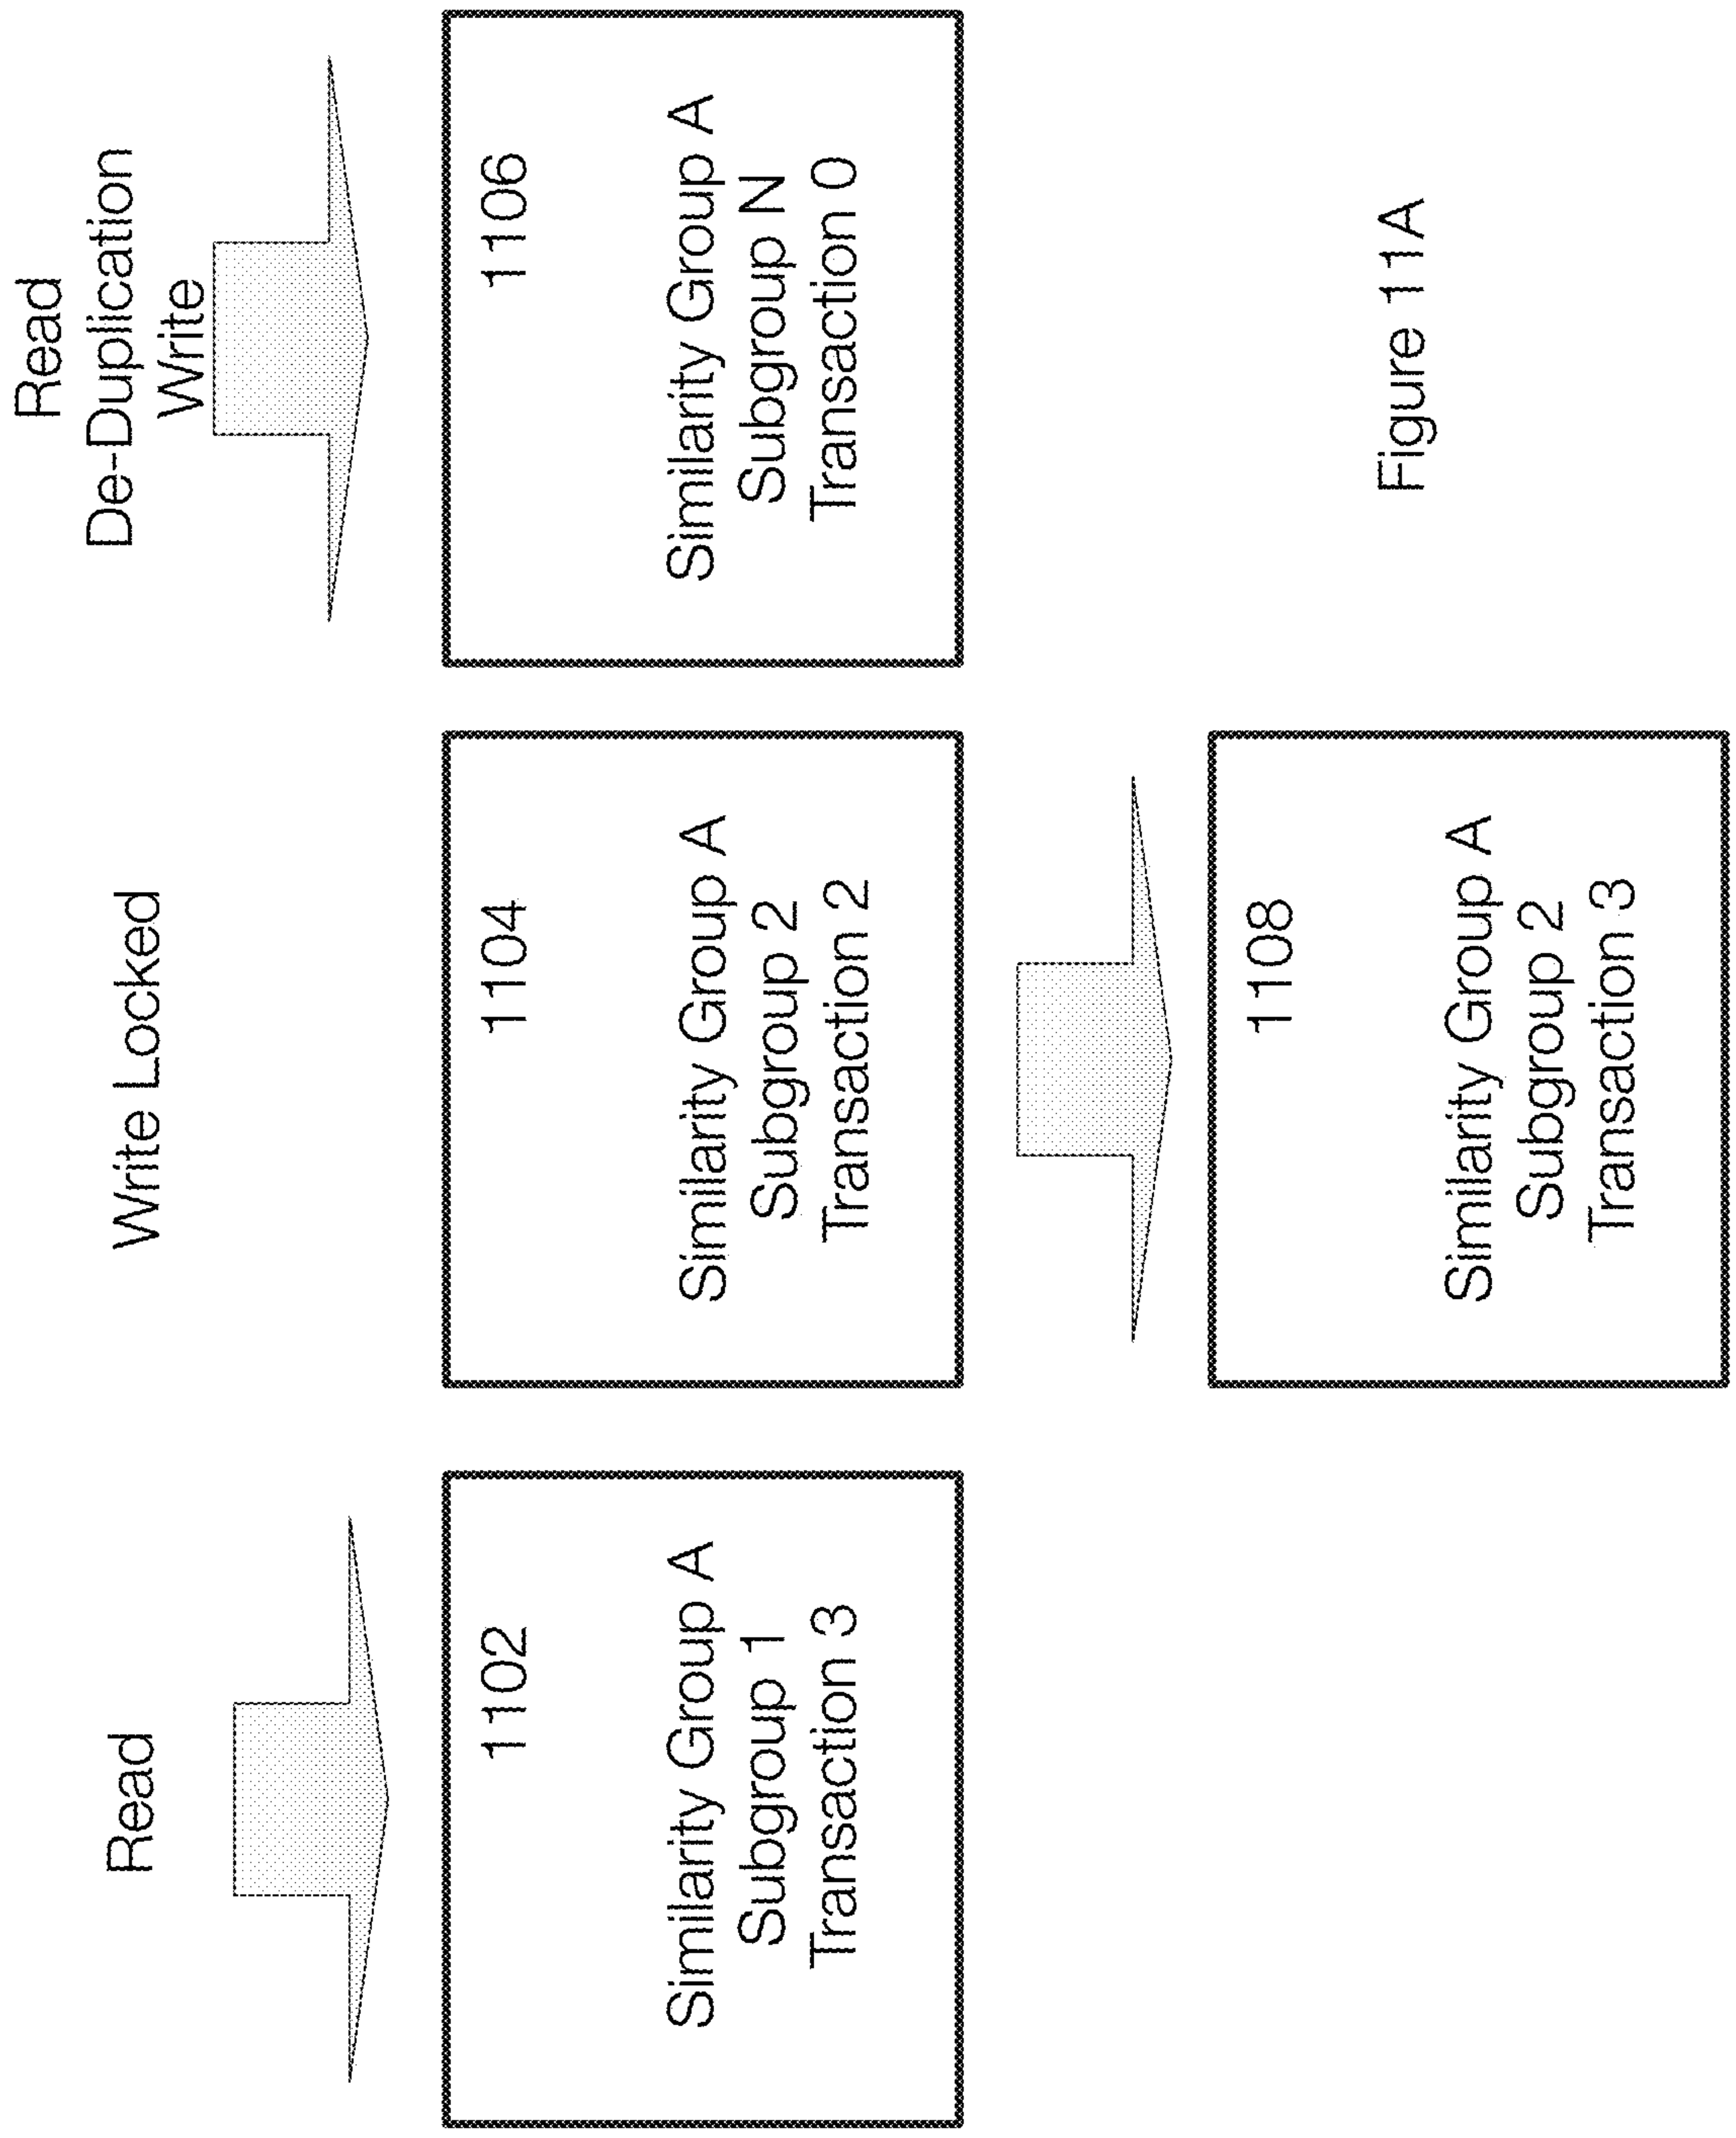 Read
1102
Similarity Group A
Subgroup 1
Transaction 3
Write Locked
1104
Similarity Group A
Subgroup 2
Transaction 2
Read
De-Duplication
Write
1106
Similarity Group A
Subgroup N
Transaction 0
1108
Similarity Group A
Subgroup 2
Transaction 3
Figure 11A